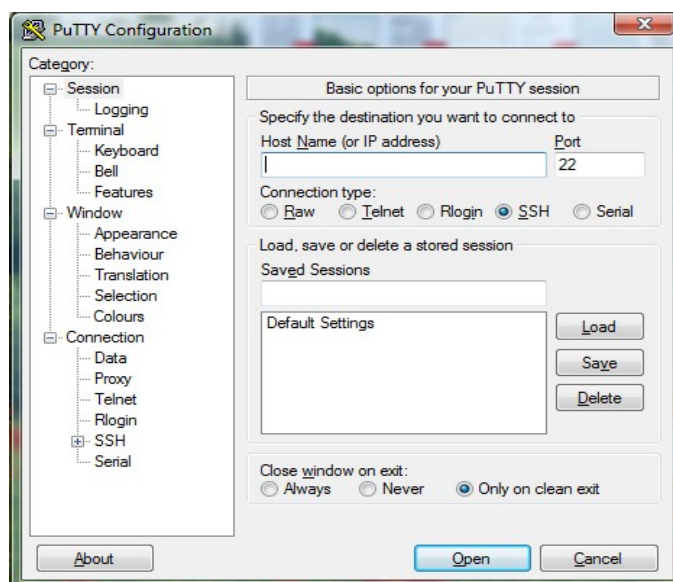 PuTTY Configuration
Category:
Session
Logging
Terminal
Keyboard
Bell
Features
Window
Appearance
Behaviour
Translation
Selection
Colours
Connection
Data
Proxy
Telnet
Rlogin
SSH
Serial
Basic options for your PuTTY session
Specify the destination you want to connect to
Host Name (or IP address) Port
22
Connection type:
Raw Telnet Rlogin SSH Serial
Load, save or delete a stored session
Saved Sessions
Default Settings
Load
Save
Delete
Close window on exit:
Always Never Only on clean exit
About Open Cancel